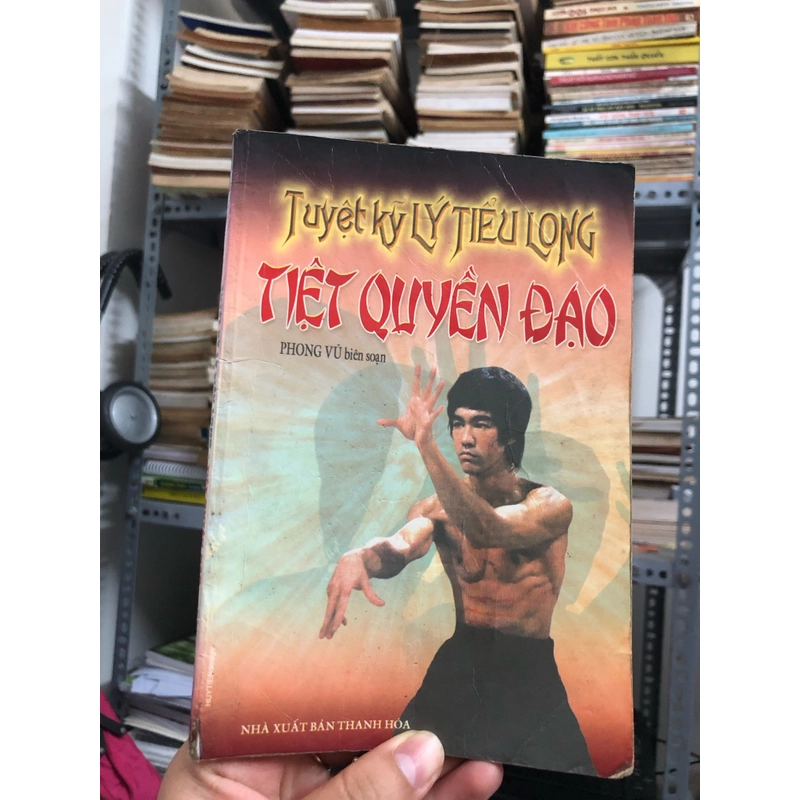 Tuyệt kỹ LÝ TIỂU LONG
TIỆT QUYỀN ĐẠO
PHONG VŨ biên soạn
NHÀ XUẤT BẢN THANH HÓA